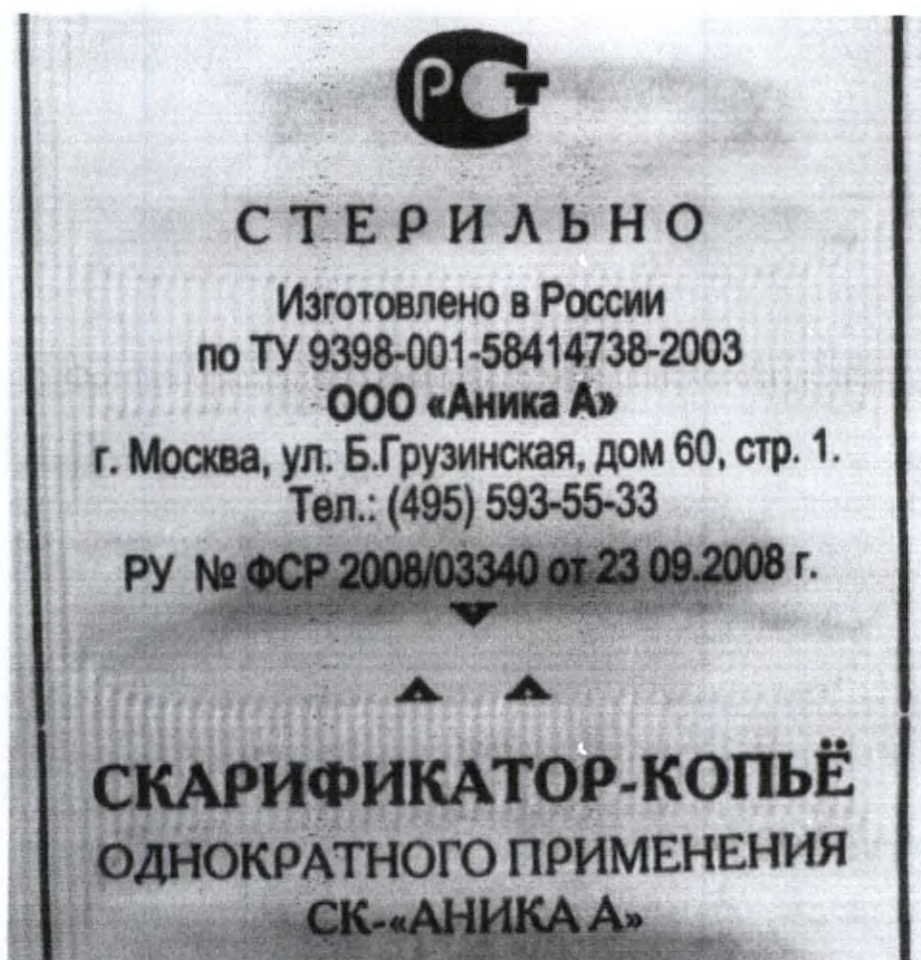 РСТ
СТЕРИЛЬНО
Изготовлено в России
по ТУ 9398-001-58414738-2003
ООО «Аника А»
г. Москва, ул. Б.Грузинская, дом 60, стр. 1.
Тел.: (495) 593-55-33
РУ № ФСР 2008/03340 от 23 09.2008 г.
СКАРИФИКАТОР-КОПЬЁ
ОДНОКРАТНОГО ПРИМЕНЕНИЯ
СК-«АНИКА А»